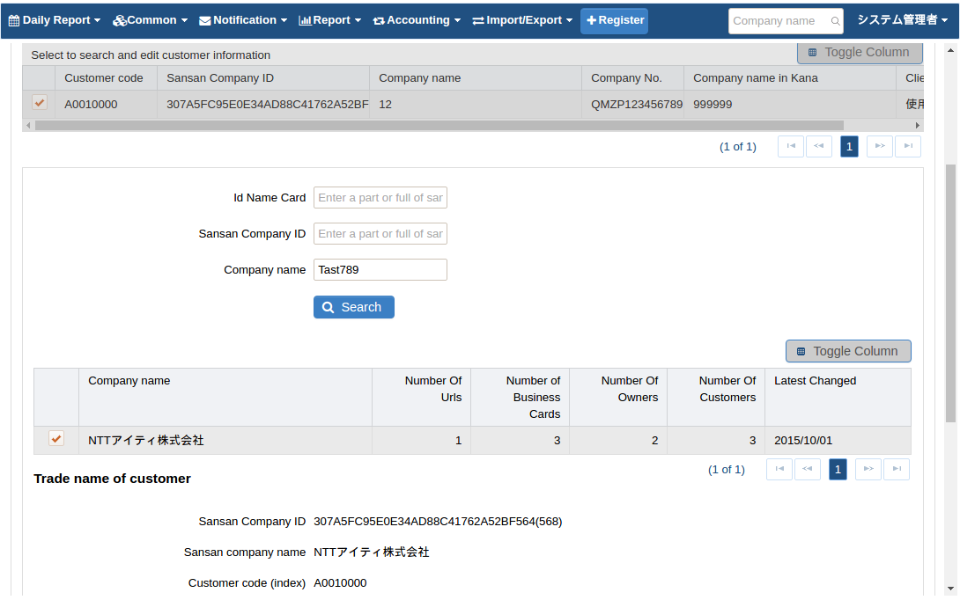 Daily Report Common Notification Report Accounting Import/Export Register Company name システム管理者
Select to search and edit customer information Toggle Column
Customer code Sansan Company ID Company name Company No. Company name in Kana Clie
A0010000 307A5FC95E0E34AD88C41762A52BF 12 QMZP123456789 999999 使用
(1 of 1) 1
Id Name Card Enter a part or full of sar
Sansan Company ID Enter a part or full of sar
Company name Tast789
Search
Toggle Column
Company name Number Of Urls Number of Business Cards Number Of Owners Number Of Customers Latest Changed
NTTアイティ株式会社 1 3 2 3 2015/10/01
(1 of 1) 1
Trade name of customer
Sansan Company ID 307A5FC95E0E34AD88C41762A52BF564(568)
Sansan company name NTTアイティ株式会社
Customer code (index) A0010000